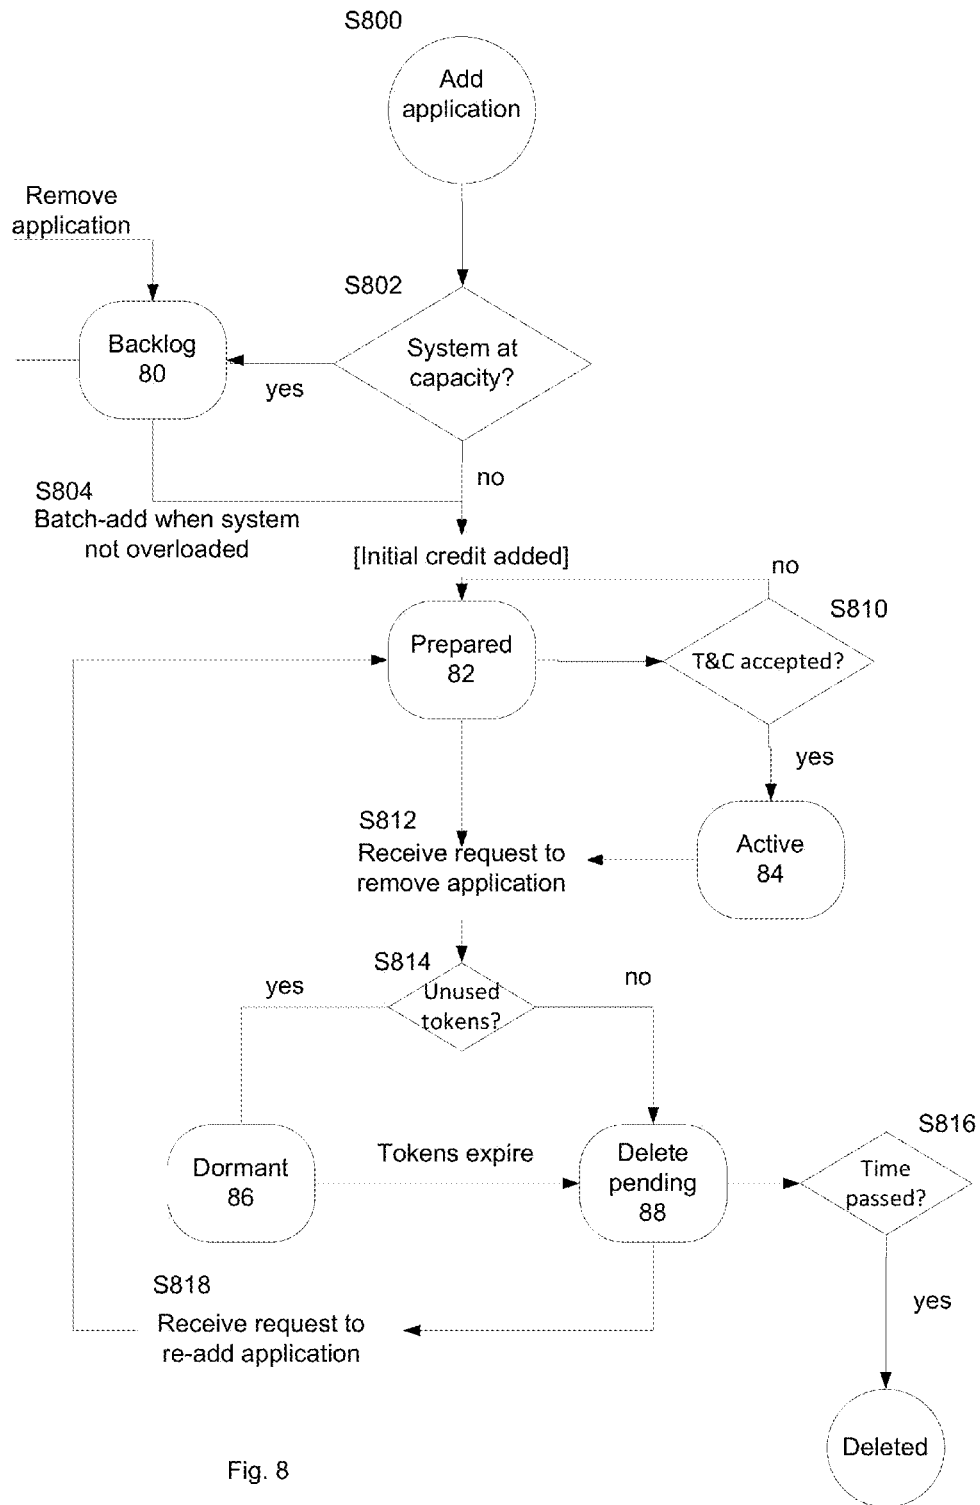 S800
Add
application
Remove
application
S802
Backlog
80
System at
capacity?
yes
no
S804
Batch-add when system
not overloaded
[Initial credit added]
no
S810
Prepared
82
T&C accepted?
yes
S812
Receive request to
remove application
Active
84
S814
yes
Unused
tokens?
no
S816
Dormant
86
Tokens expire
Delete
pending
88
Time
passed?
S818
Receive request to
re-add application
yes
Deleted
Fig. 8